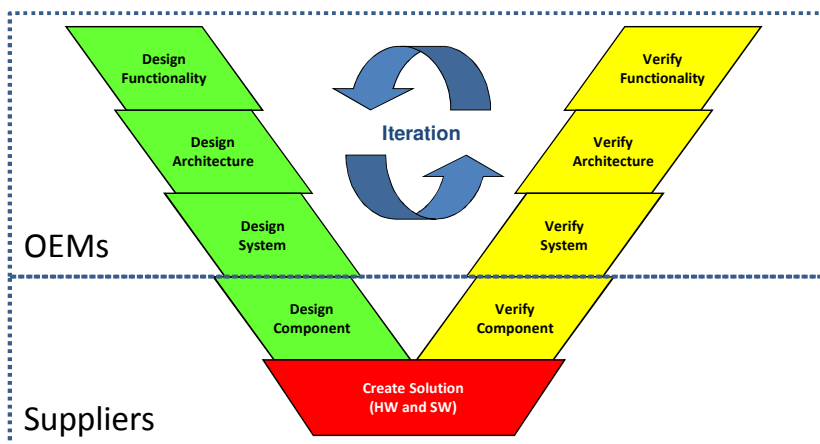 Design
Functionality
Verify
Functionality
Iteration
Design
Architecture
Verify
Architecture
Design
System
Verify
System
OEMs
Design
Component
Verify
Component
Create Solution
(HW and SW)
Suppliers